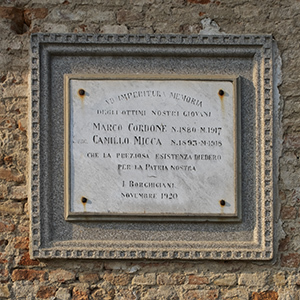 AD IMPERITURA MEMORIA
DEGLI OTTIMI NOSTRI GIOVANI
MARCO CORDONE N.1880 M.1917
CAMILLO MICCA N.1893 M.1918
CHE LA PREZIOSA ESISTENZA DIEDERO
PER LA PATRIA NOSTRA
I BORGHIGIANI
NOVEMBRE 1920